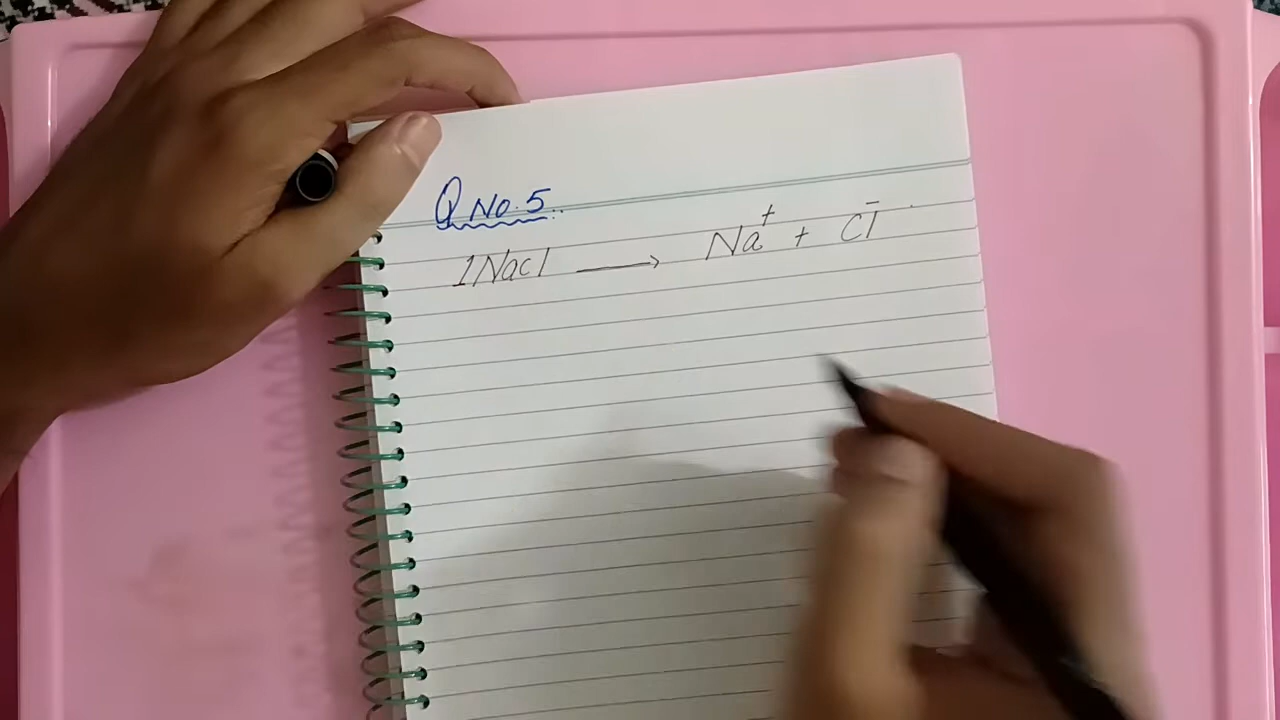 Q No. 5
1NaCl ⟶ Na⁺ + Cl⁻